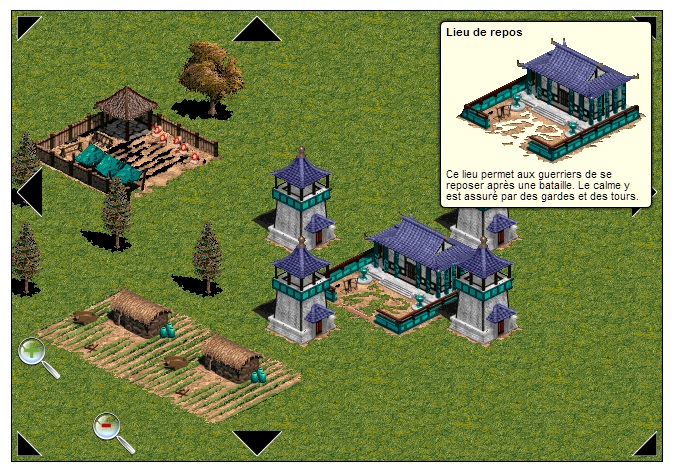 Lieu de repos
Ce lieu permet aux guerriers de se
reposer après une bataille. Le calme y
est assuré par des gardes et des tours.